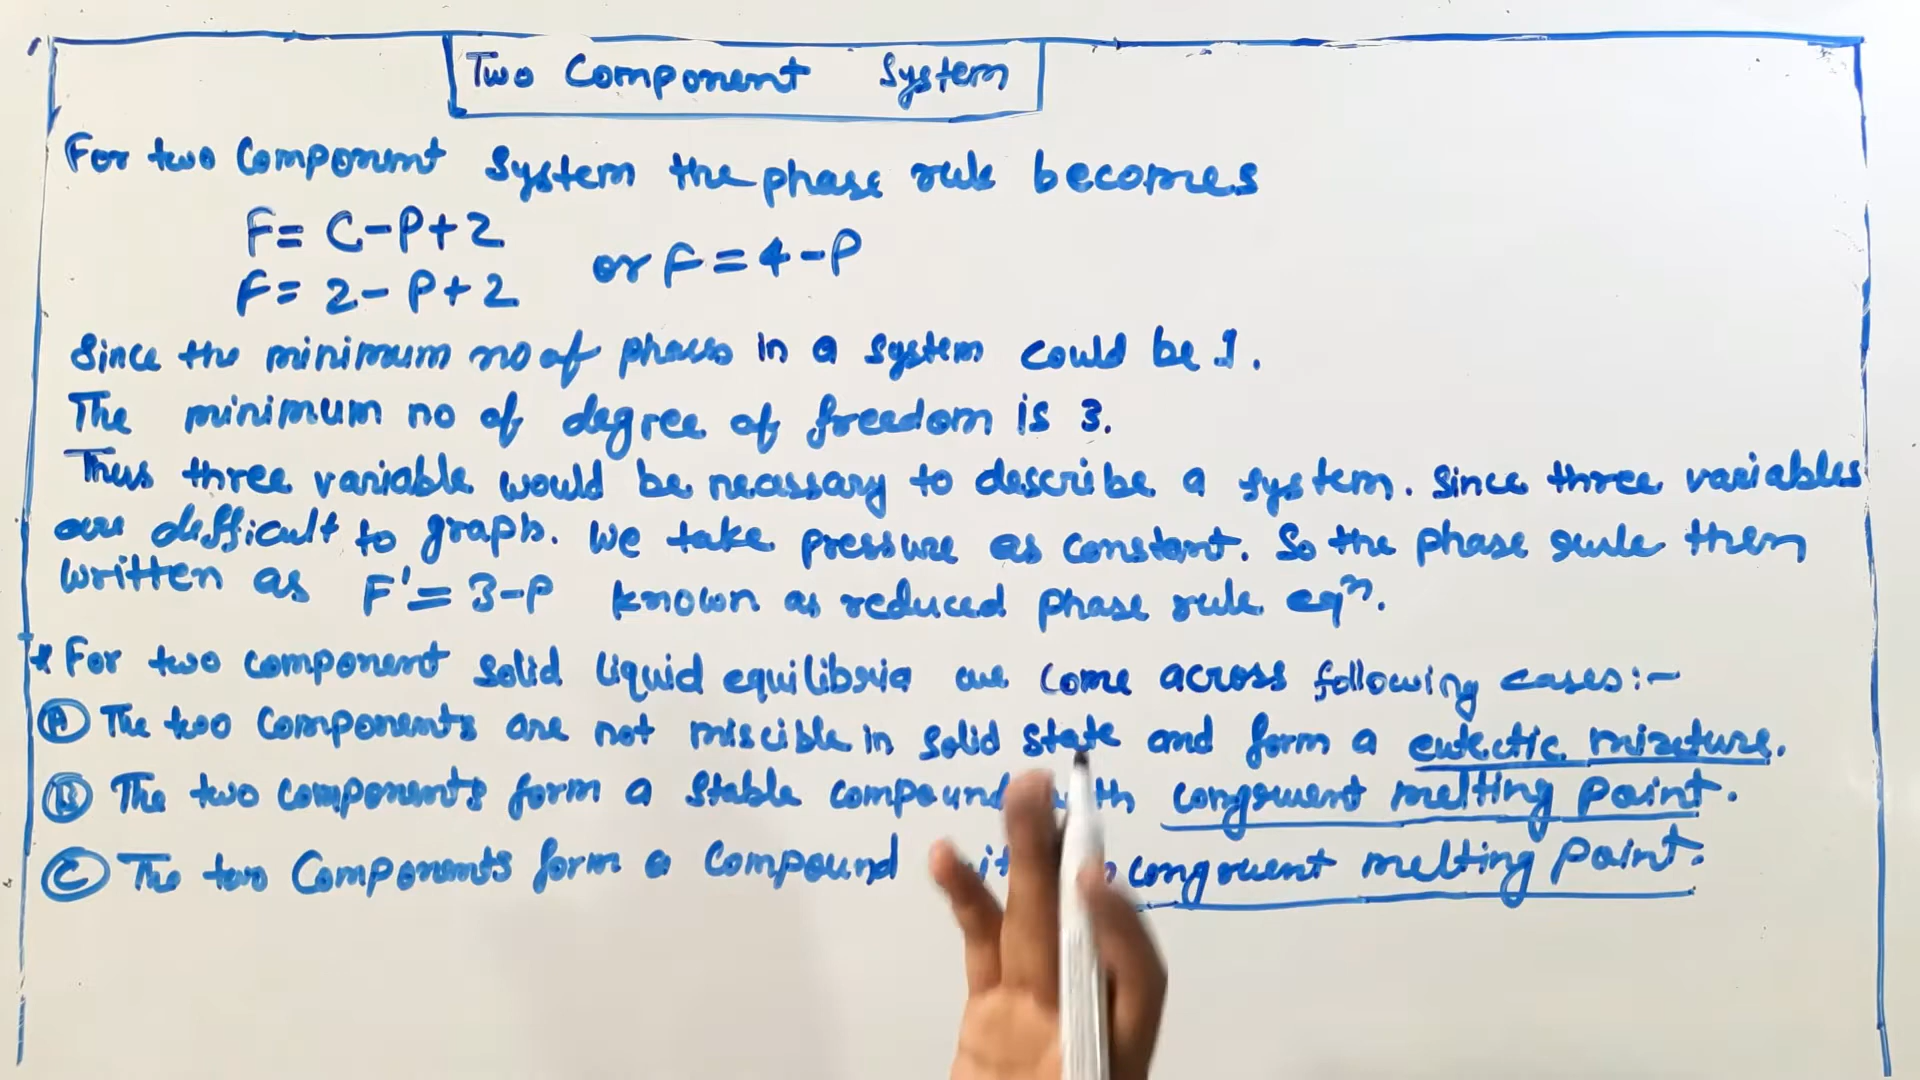 Two Component System
For two Component System the phase rule becomes
F = C-P+2
F = 2-P+2 or F = 4-P
Since the minimum no of phases in a system could be 1.
The minimum no of degree of freedom is 3.
Thus three variable would be necassary to describe a system. Since three variables
are difficult to graph. We take pressure as constant. So the phase rule then
written as F' = 3-P known as reduced phase rule eqⁿ.
* For two component solid liquid equilibria we come across following cases:-
(A) The two components are not miscible in solid state and form a eutectic mixture.
(B) The two components form a stable compound congruent melting point.
(C) The two Components form a compound congruent melting point.